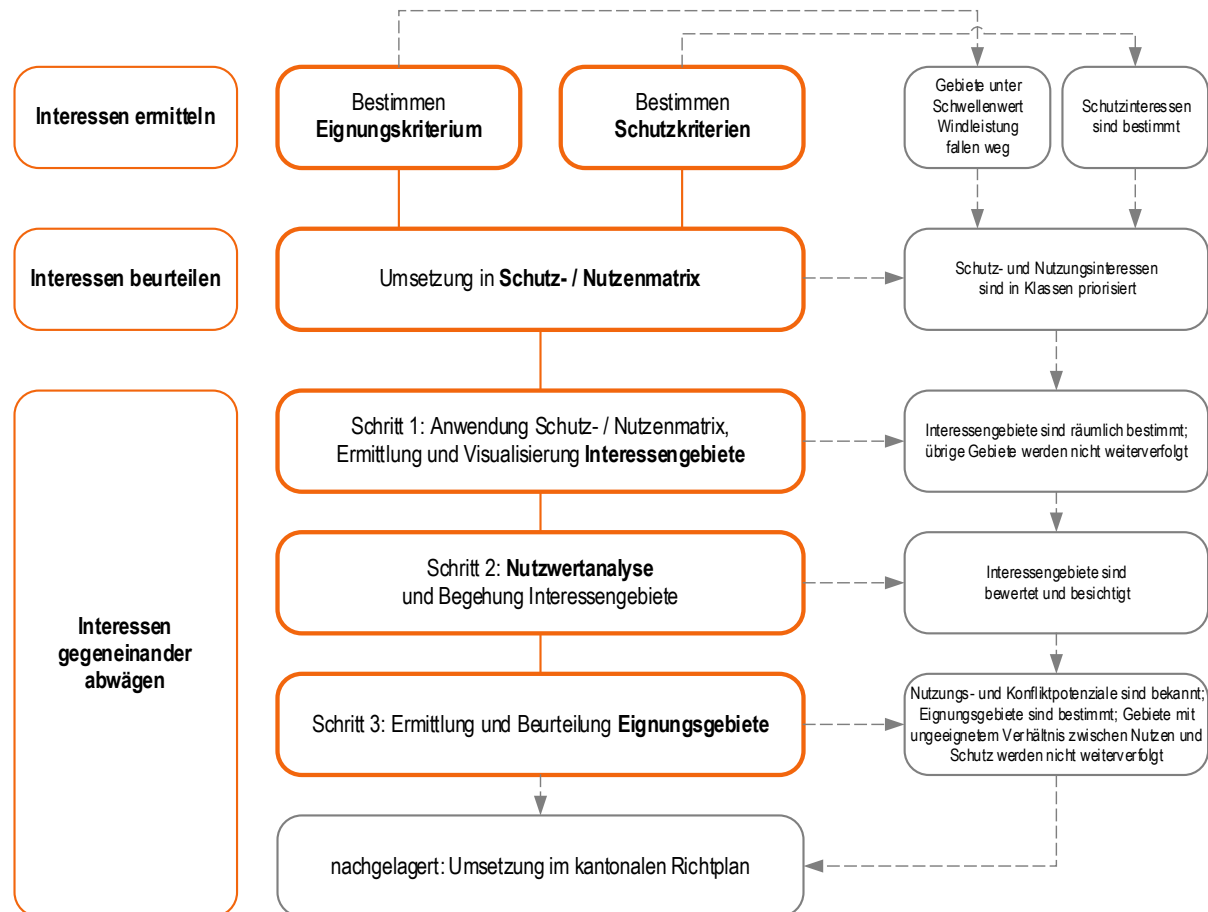 Interessen ermitteln
Bestimmen
Eignungskriterium
Bestimmen
Schutzkriterien
Gebiete unter
Schwellenwert
Windleistung
fallen weg
Schutzinteressen
sind bestimmt
Interessen beurteilen
Umsetzung in Schutz- / Nutzenmatrix
Schutz- und Nutzungsinteressen
sind in Klassen priorisiert
Interessen
gegeneinander
abwägen
Schritt 1: Anwendung Schutz- / Nutzenmatrix,
Ermittlung und Visualisierung Interessengebiete
Interessengebiete sind räumlich bestimmt;
übrige Gebiete werden nicht weiterverfolgt
Schritt 2: Nutzwertanalyse
und Begehung Interessengebiete
Interessengebiete sind
bewertet und besichtigt
Schritt 3: Ermittlung und Beurteilung Eignungsgebiete
Nutzungs- und Konfliktpotenziale sind bekannt;
Eignungsgebiete sind bestimmt; Gebiete mit
ungeeignetem Verhältnis zwischen Nutzen und
Schutz werden nicht weiterverfolgt
nachgelagert: Umsetzung im kantonalen Richtplan